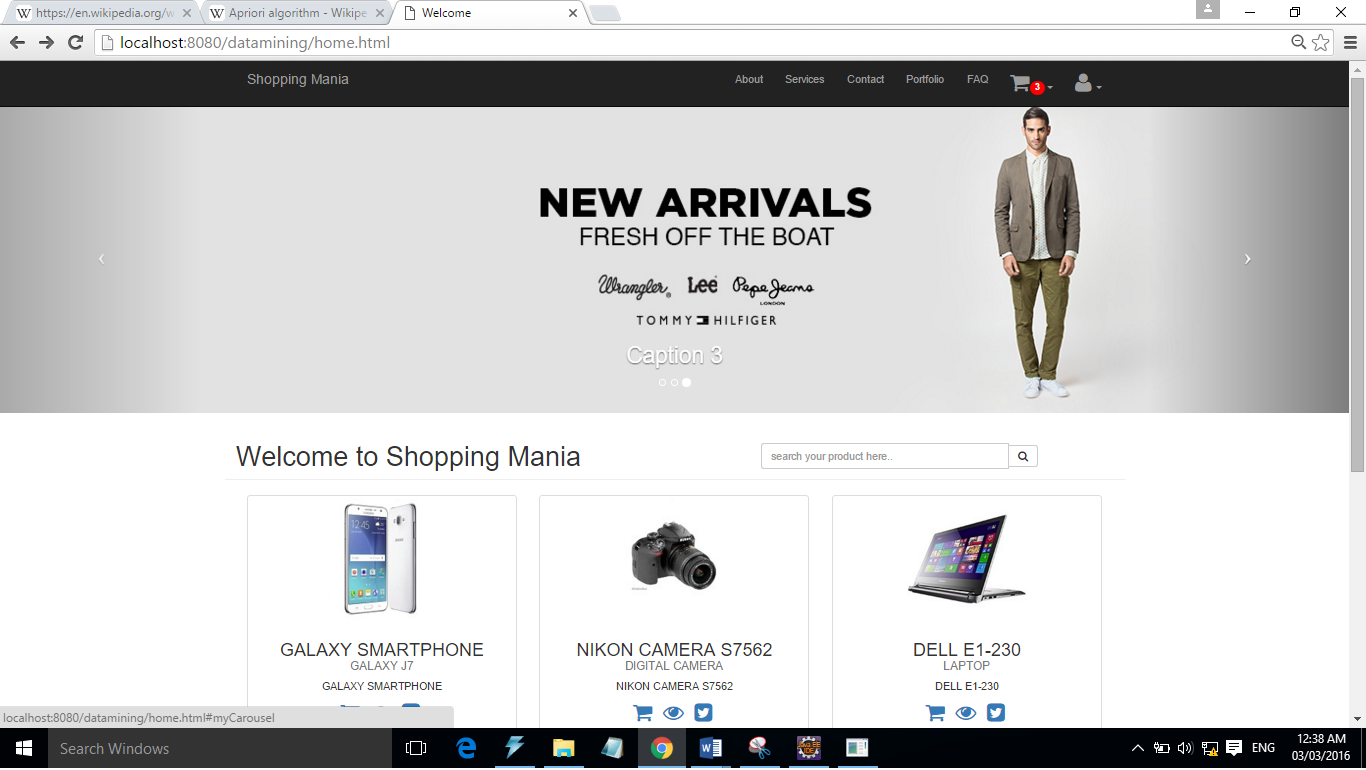 https://en.wikipedia.org/w
Apriori algorithm - Wikipe
Welcome
localhost:8080/datamining/home.html
Shopping Mania
About
Services
Contact
Portfolio
FAQ
3
NEW ARRIVALS
FRESH OFF THE BOAT
Wrangler
Lee
Pepe Jeans
LONDON
TOMMY HILFIGER
Caption 3
Welcome to Shopping Mania
search your product here..
GALAXY SMARTPHONE
GALAXY J7
GALAXY SMARTPHONE
NIKON CAMERA S7562
DIGITAL CAMERA
NIKON CAMERA S7562
DELL E1-230
LAPTOP
DELL E1-230
localhost:8080/datamining/home.html#myCarousel
Search Windows
ENG
12:38 AM
03/03/2016